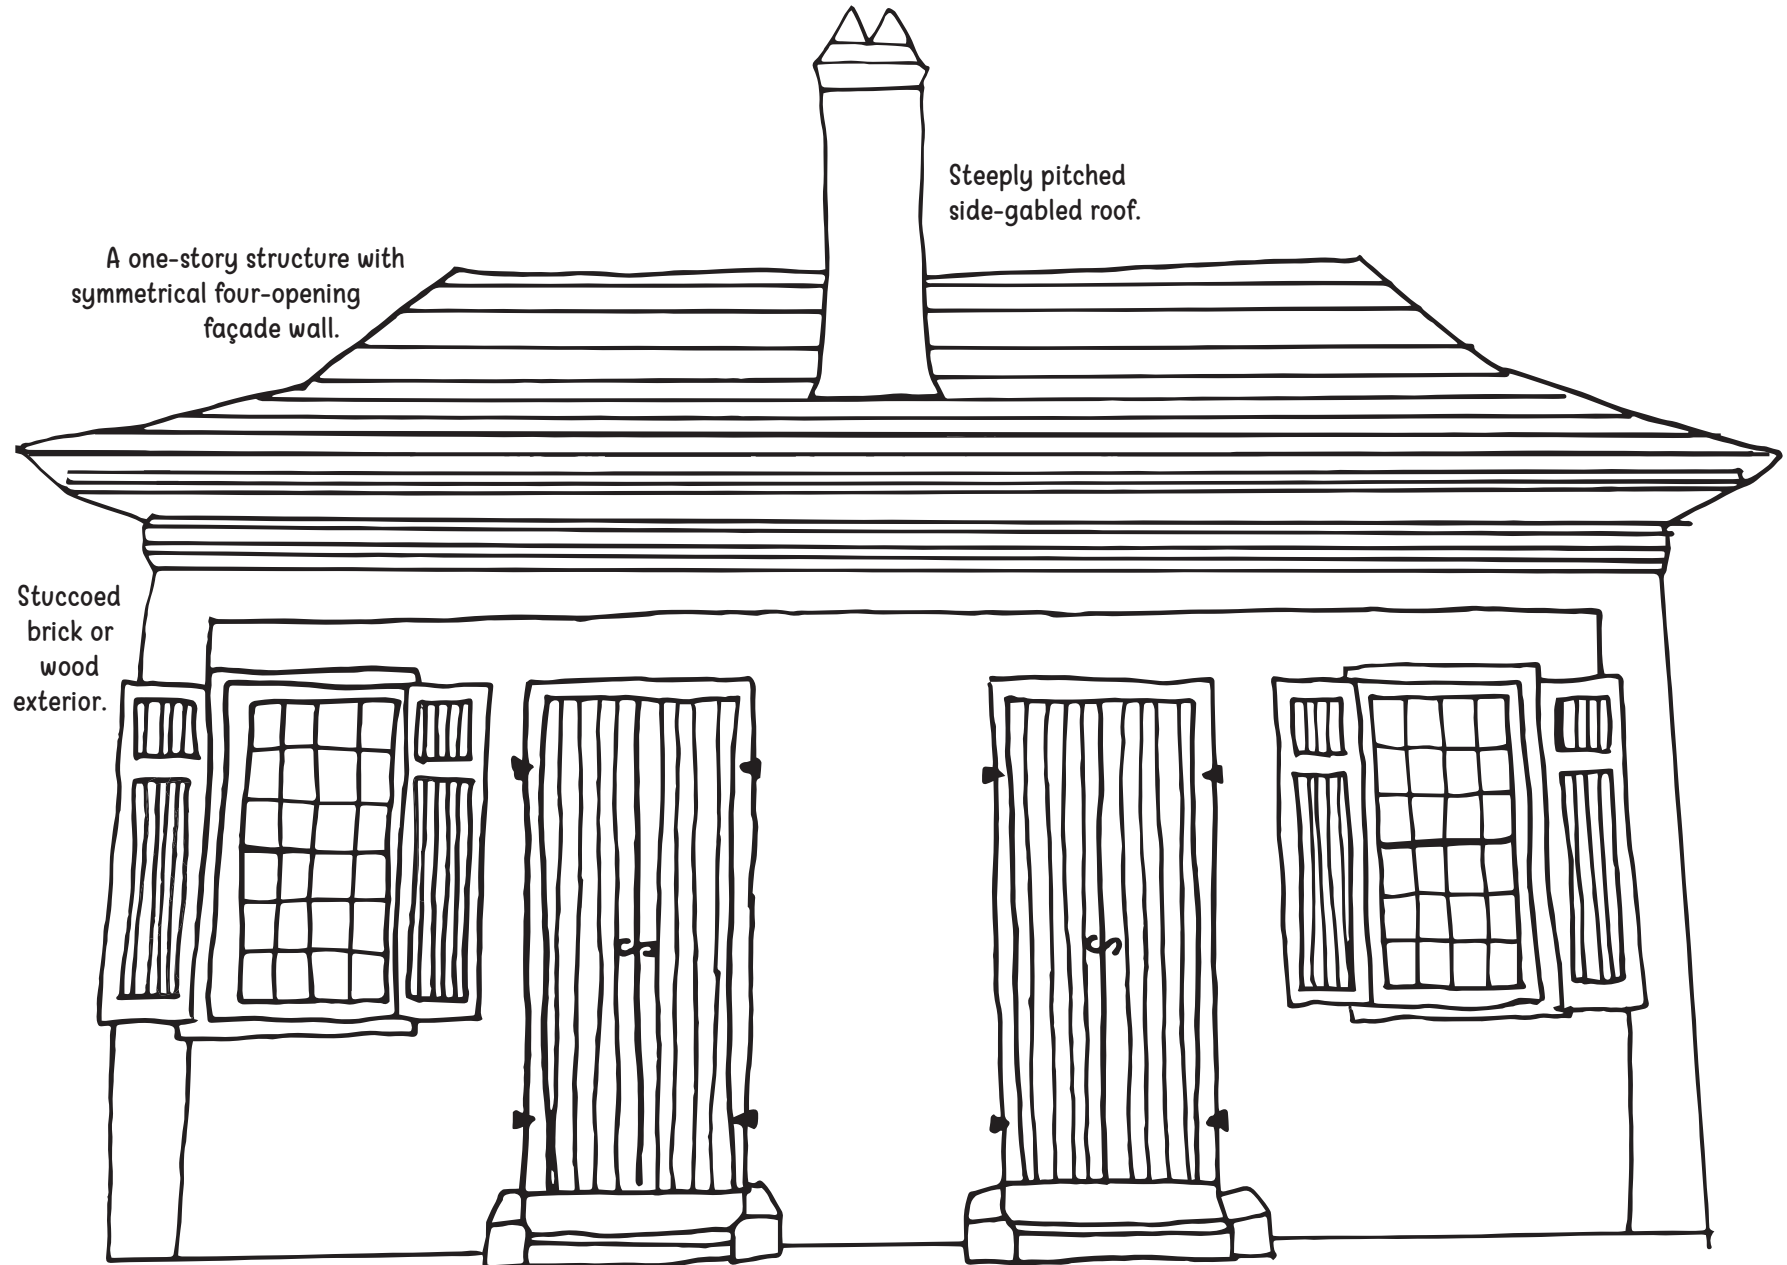 Steeply pitched
side-gabled roof.
A one-story structure with
symmetrical four-opening
façade wall.
Stuccoed
brick or
wood
exterior.